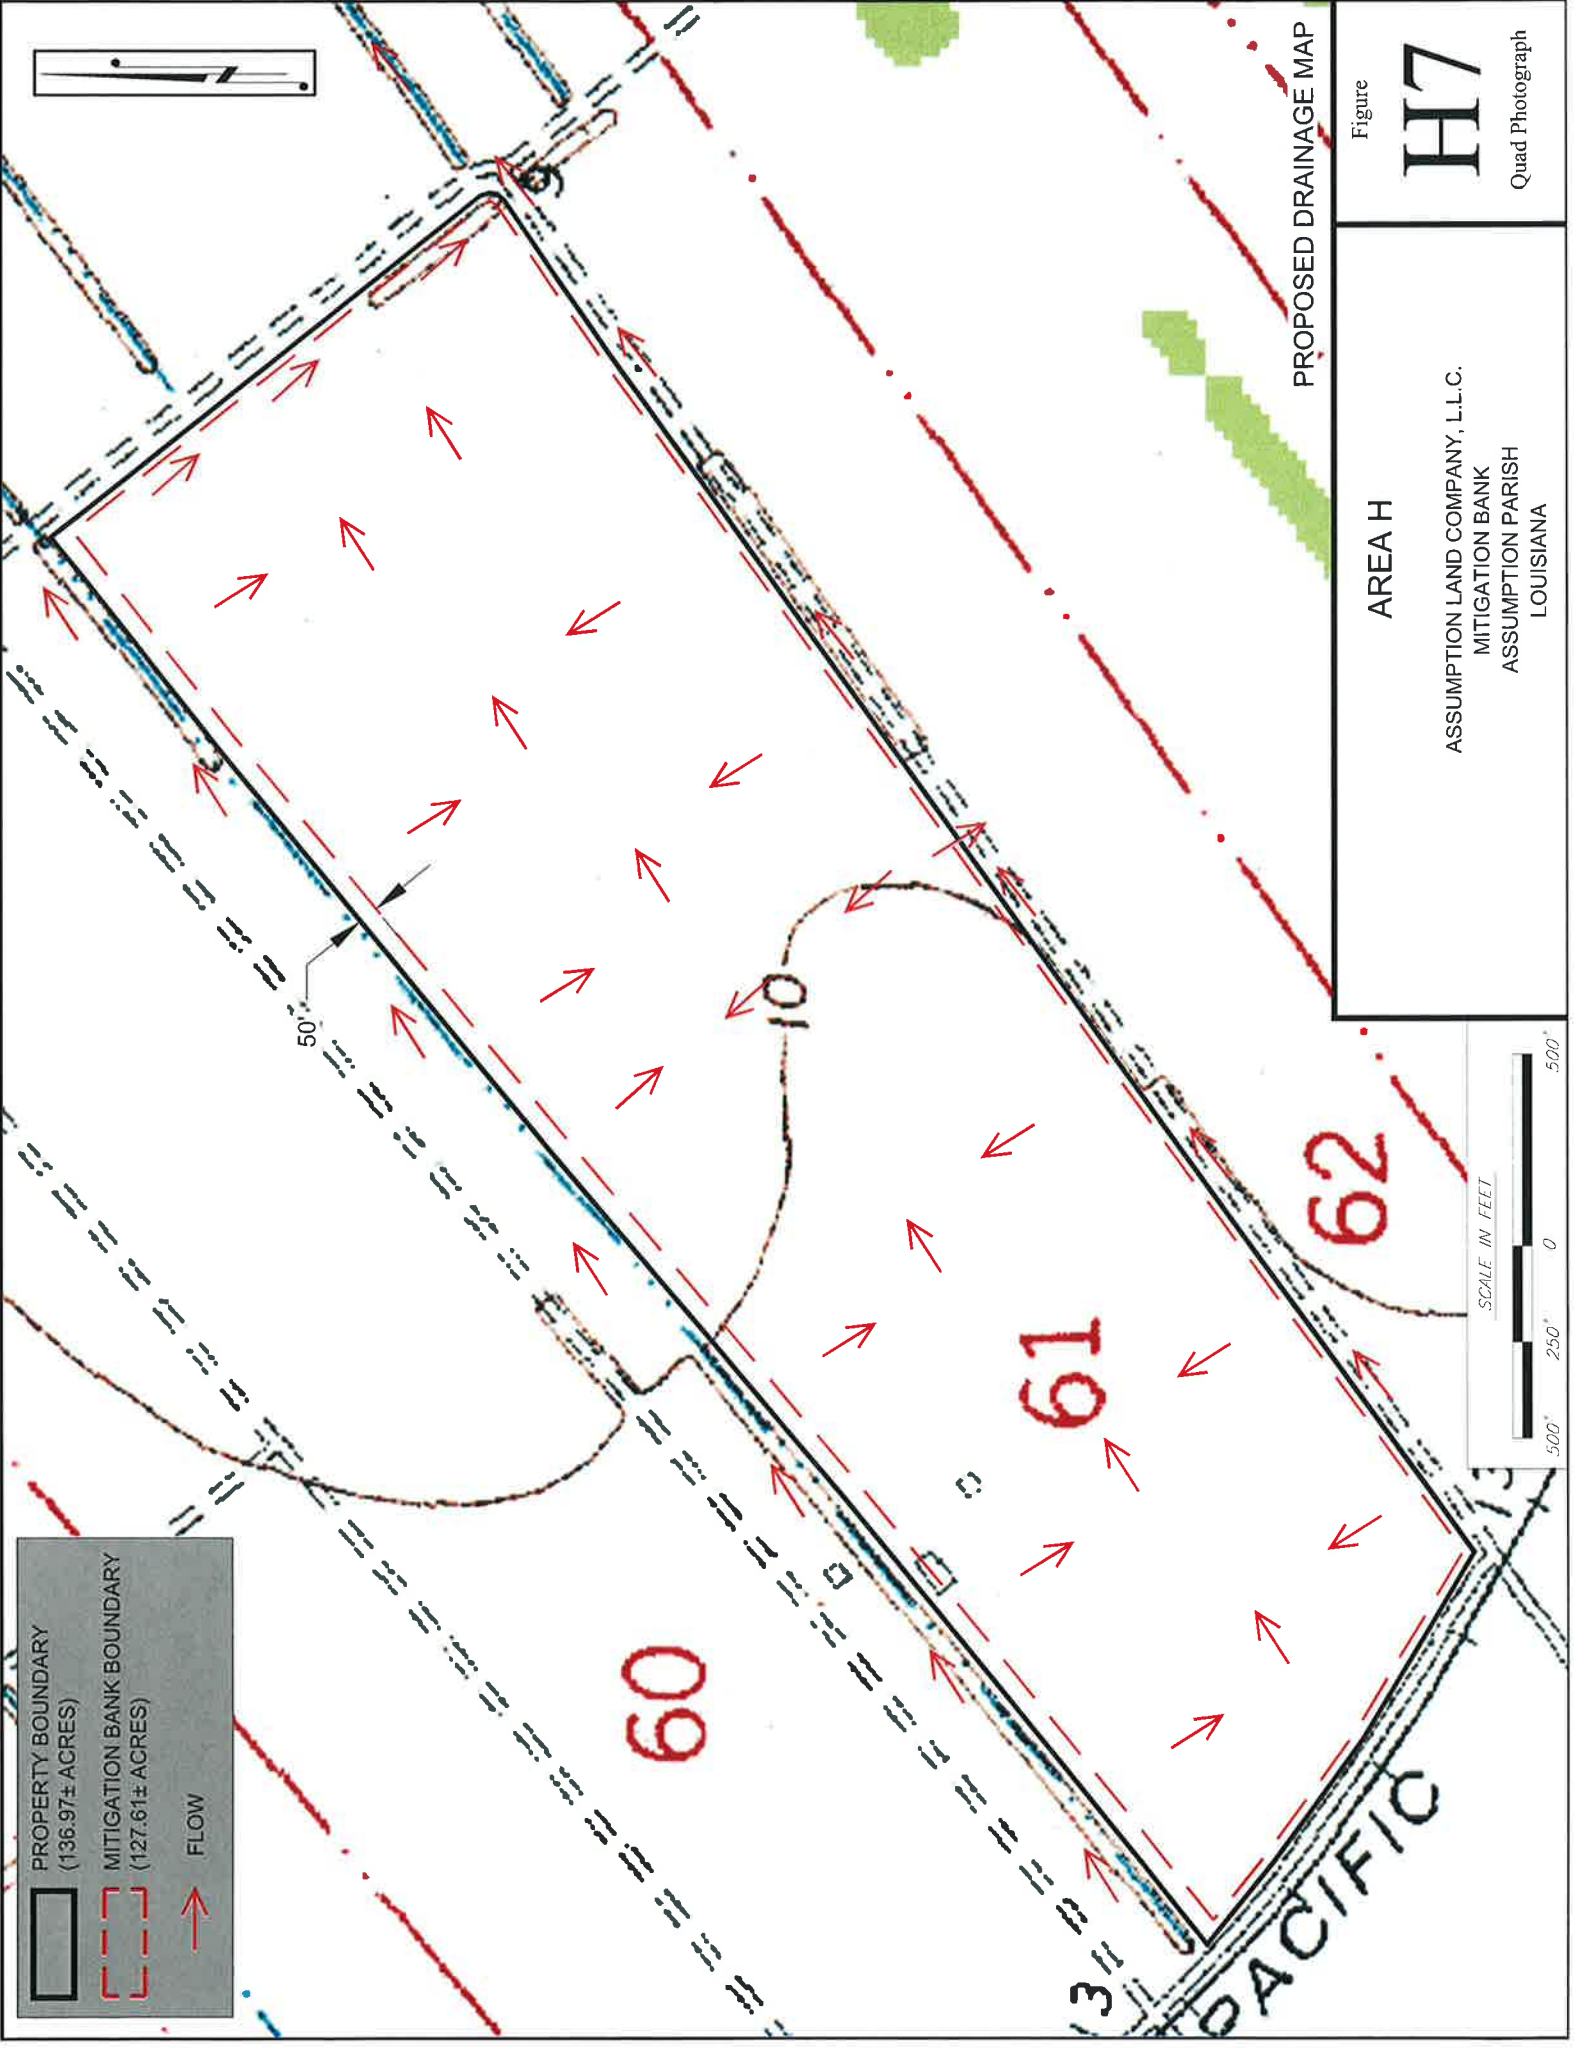 PROPERTY BOUNDARY
(136.97± ACRES)
MITIGATION BANK BOUNDARY
(127.61± ACRES)
FLOW
50'
10
60
61
62
PACIFIC
PROPOSED DRAINAGE MAP
SCALE IN FEET
500' 250' 0 500'
AREA H
ASSUMPTION LAND COMPANY, L.L.C.
MITIGATION BANK
ASSUMPTION PARISH
LOUISIANA
Figure
H7
Quad Photograph